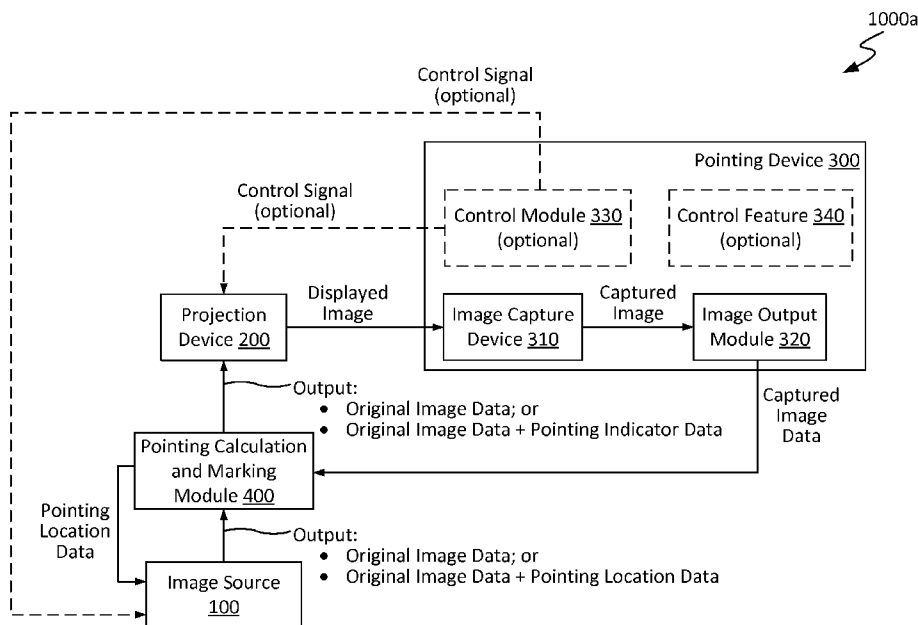 1000a
Control Signal
(optional)
Pointing Device 300
Control Signal
(optional)
Control Module 330
(optional)
Control Feature 340
(optional)
Displayed
Image
Captured
Image
Projection
Device 200
Image Capture
Device 310
Image Output
Module 320
Output:
• Original Image Data; or
• Original Image Data + Pointing Indicator Data
Captured
Image
Data
Pointing Calculation
and Marking
Module 400
Pointing
Location
Data
Output:
• Original Image Data; or
• Original Image Data + Pointing Location Data
Image Source
100